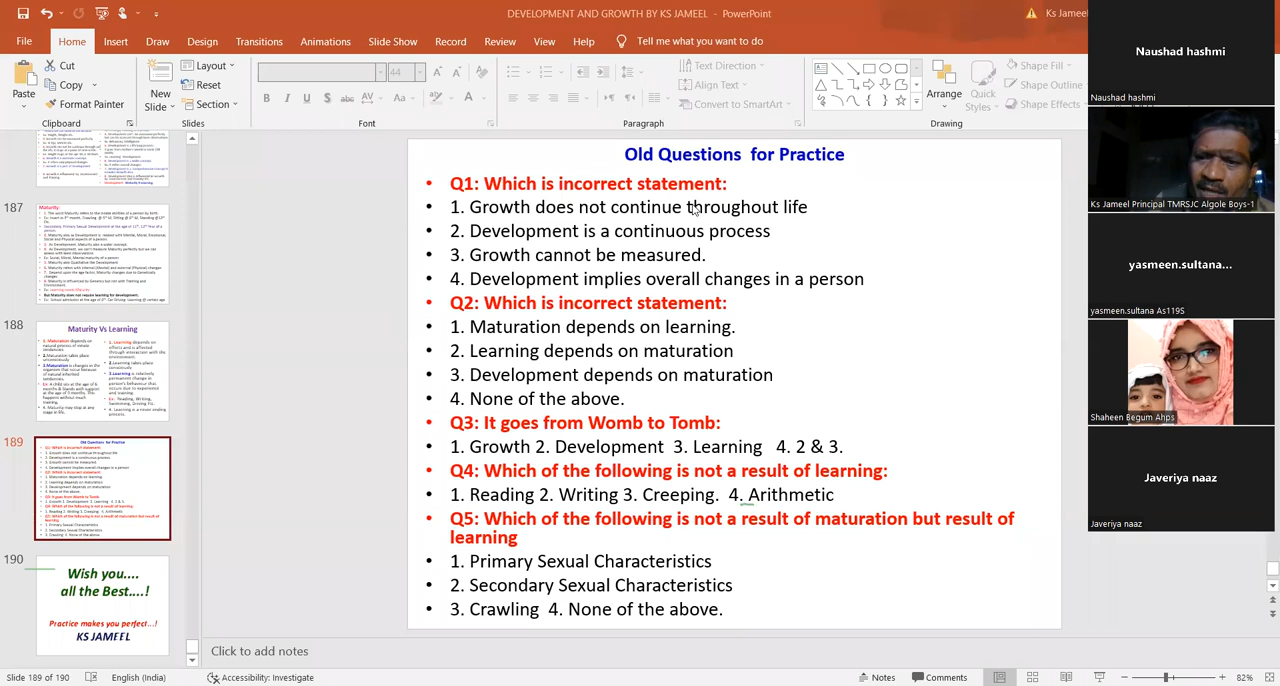 DEVELOPMENT AND GROWTH BY KS JAMEEL - PowerPoint
Ks Jameel
File Home Insert Draw Design Transitions Animations Slide Show Record Review View Help Tell me what you want to do
Paste
Cut
Copy
Format Painter
Clipboard
New Slide
Layout
Reset
Section
Slides
44
Font
Text Direction
Align Text
Convert to SmartArt
Paragraph
Arrange
Quick Styles
Shape Fill
Shape Outline
Shape Effects
Drawing
187
Maturity:
188
Maturity Vs Learning
189
Old Questions for Practice
190
Wish you....
all the Best....!
Practice makes you perfect...!
KS JAMEEL
Old Questions for Practice
• Q1: Which is incorrect statement:
• 1. Growth does not continue throughout life
• 2. Development is a continuous process
• 3. Growth cannot be measured.
• 4. Development implies overall changes in a person
• Q2: Which is incorrect statement:
• 1. Maturation depends on learning.
• 2. Learning depends on maturation
• 3. Development depends on maturation
• 4. None of the above.
• Q3: It goes from Womb to Tomb:
• 1. Growth 2. Development 3. Learning 4. 2 & 3.
• Q4: Which of the following is not a result of learning:
• 1. Reading 2. Writing 3. Creeping. 4. Arithmetic
• Q5: Which of the following is not a result of maturation but result of
learning
• 1. Primary Sexual Characteristics
• 2. Secondary Sexual Characteristics
• 3. Crawling 4. None of the above.
Click to add notes
Naushad hashmi
Naushad hashmi
Ks Jameel Principal TMRSJC Algole Boys-1
yasmeen.sultana...
yasmeen.sultana As119S
Shaheen Begum Ahps
Javeriya naaz
Javeriya naaz
Slide 189 of 190 English (India) Accessibility: Investigate Notes Comments 82%